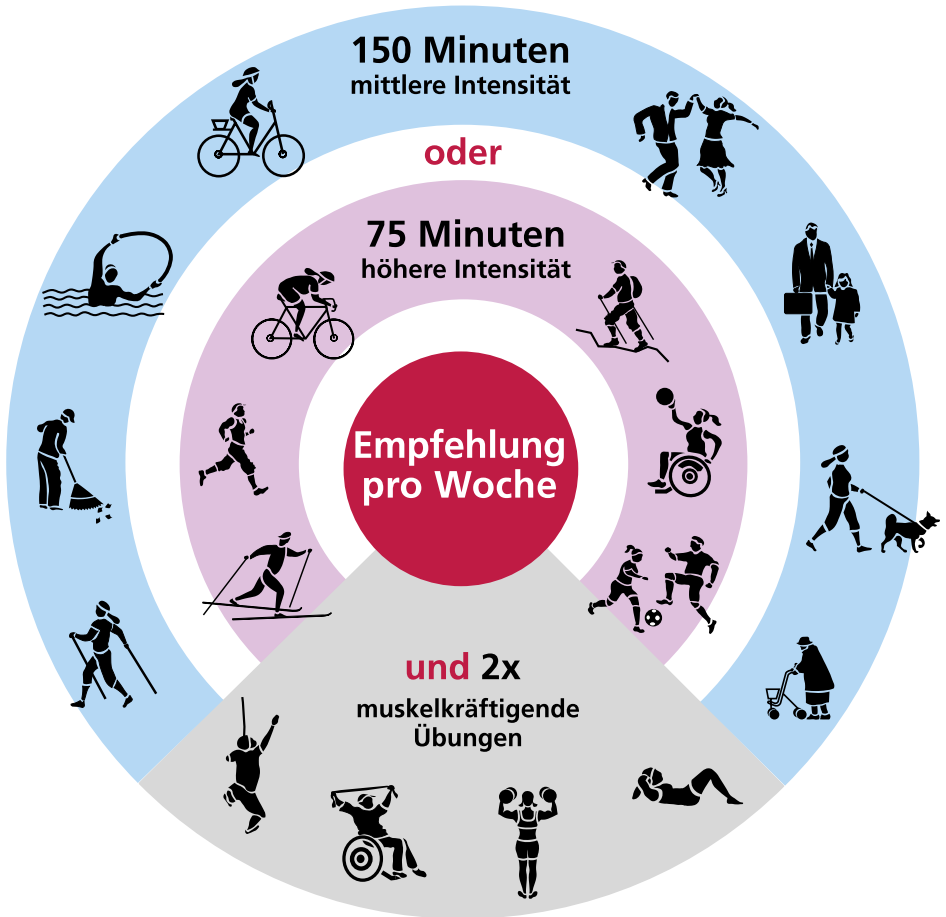 150 Minuten
mittlere Intensität
oder
75 Minuten
höhere Intensität
Empfehlung
pro Woche
und 2x
muskelkräftigende
Übungen